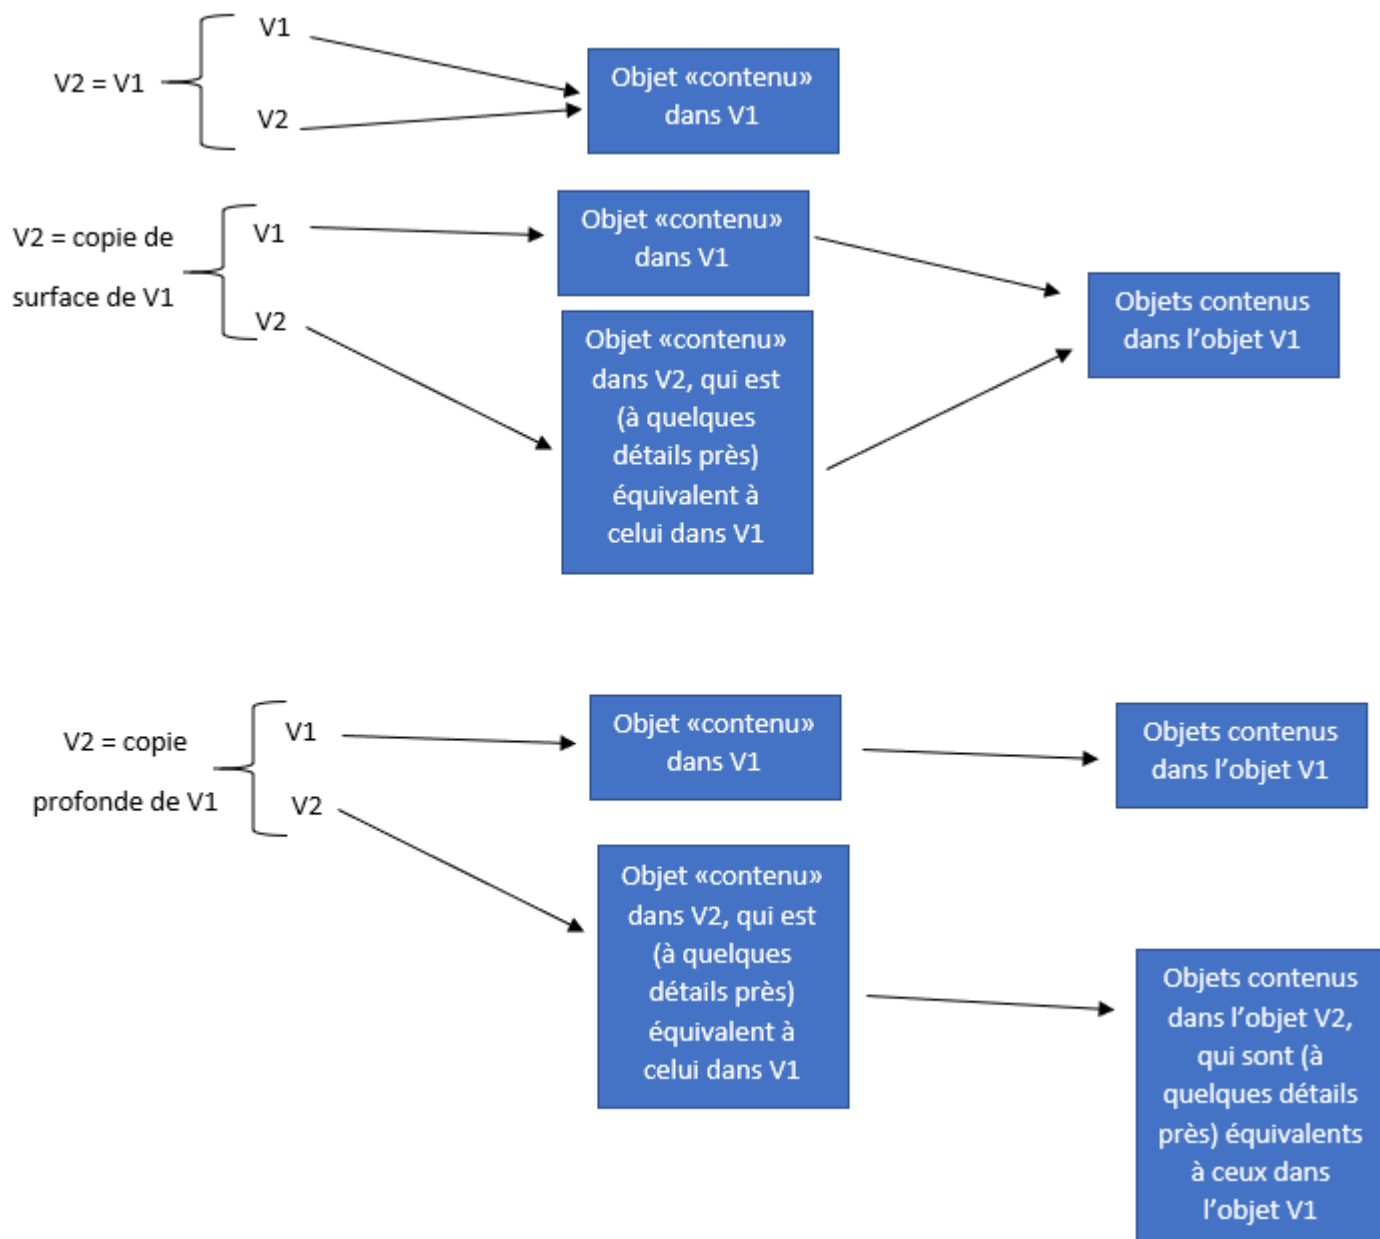 V1
V2 = V1
V2
Objet «contenu»
dans V1
V2 = copie de
surface de V1
V1
V2
Objet «contenu»
dans V1
Objet «contenu»
dans V2, qui est
(à quelques
détails près)
équivalent à
celui dans V1
Objets contenus
dans l’objet V1
V2 = copie
profonde de V1
V1
V2
Objet «contenu»
dans V1
Objets contenus
dans l’objet V1
Objet «contenu»
dans V2, qui est
(à quelques
détails près)
équivalent à
celui dans V1
Objets contenus
dans l’objet V2,
qui sont (à
quelques détails
près) équivalents
à ceux dans
l’objet V1